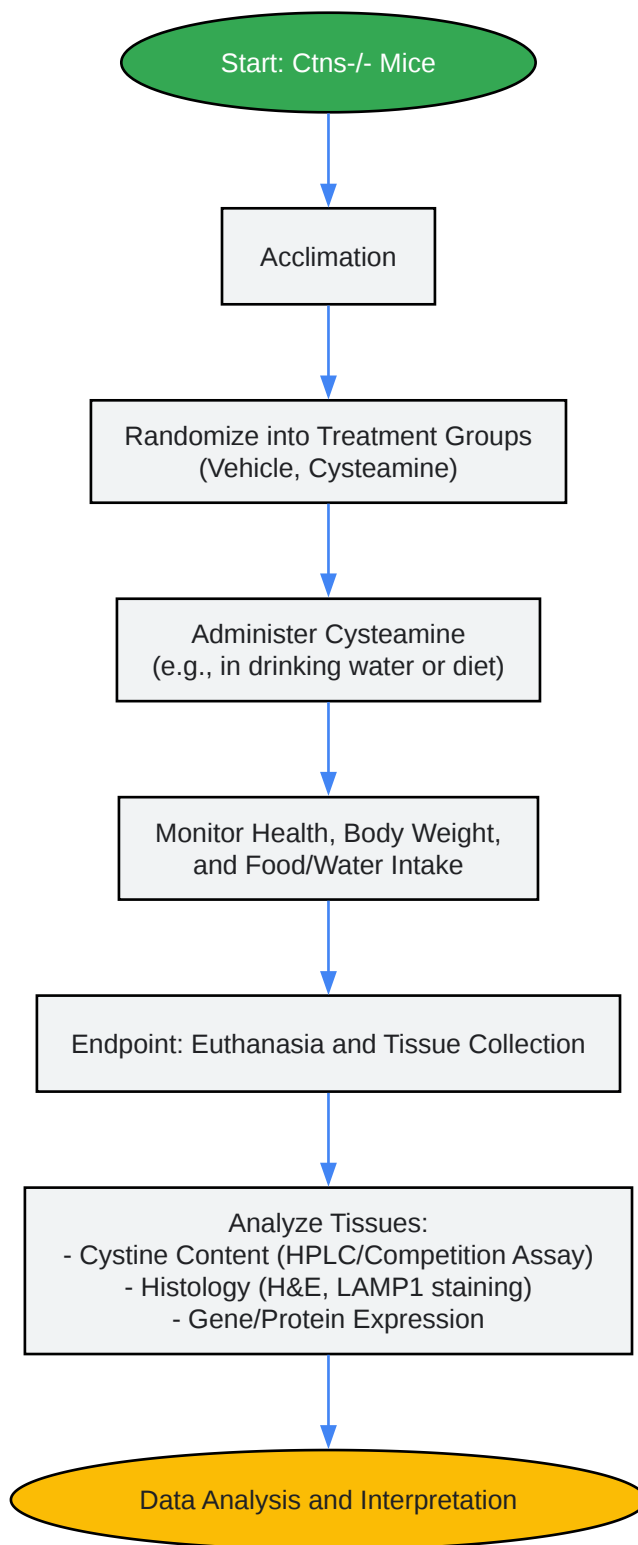 Start: Ctns-/- Mice
Acclimation
Randomize into Treatment Groups
(Vehicle, Cysteamine)
Administer Cysteamine
(e.g., in drinking water or diet)
Monitor Health, Body Weight,
and Food/Water Intake
Endpoint: Euthanasia and Tissue Collection
Analyze Tissues:
- Cystine Content (HPLC/Competition Assay)
- Histology (H&E, LAMP1 staining)
- Gene/Protein Expression
Data Analysis and Interpretation